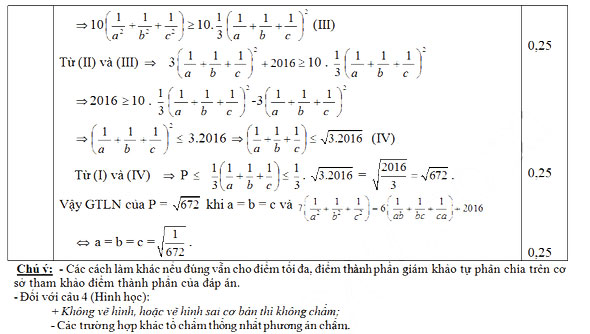 ⇒ 10(1/a² + 1/b² + 1/c²) ≥ 10.1/3(1/a + 1/b + 1/c)² (III)
0,25
Từ (II) và (III) ⇒ 3(1/a + 1/b + 1/c)² + 2016 ≥ 10 . 1/3(1/a + 1/b + 1/c)²
⇒ 2016 ≥ 10 . 1/3(1/a + 1/b + 1/c)² -3(1/a + 1/b + 1/c)²
⇒ (1/a + 1/b + 1/c)² ≤ 3.2016 ⇒ (1/a + 1/b + 1/c) ≤ √3.2016 (IV)
Từ (I) và (IV) ⇒ P ≤ 1/3(1/a + 1/b + 1/c) ≤ 1/3 . √3.2016 = √(2016/3) = √672 .
0,25
Vậy GTLN của P = √672 khi a = b = c và 7(1/a² + 1/b² + 1/c²) = 6(1/ab + 1/bc + 1/ca) + 2016
⇔ a = b = c = √(1/672) .
0,25
Chú ý: - Các cách làm khác nếu đúng vẫn cho điểm tối đa, điểm thành phần giám khảo tự phân chia trên cơ
sở tham khảo điểm thành phần của đáp án.
- Đối với câu 4 (Hình học):
+ Không vẽ hình, hoặc vẽ hình sai cơ bản thì không chấm;
- Các trường hợp khác tổ chấm thống nhất phương án chấm.